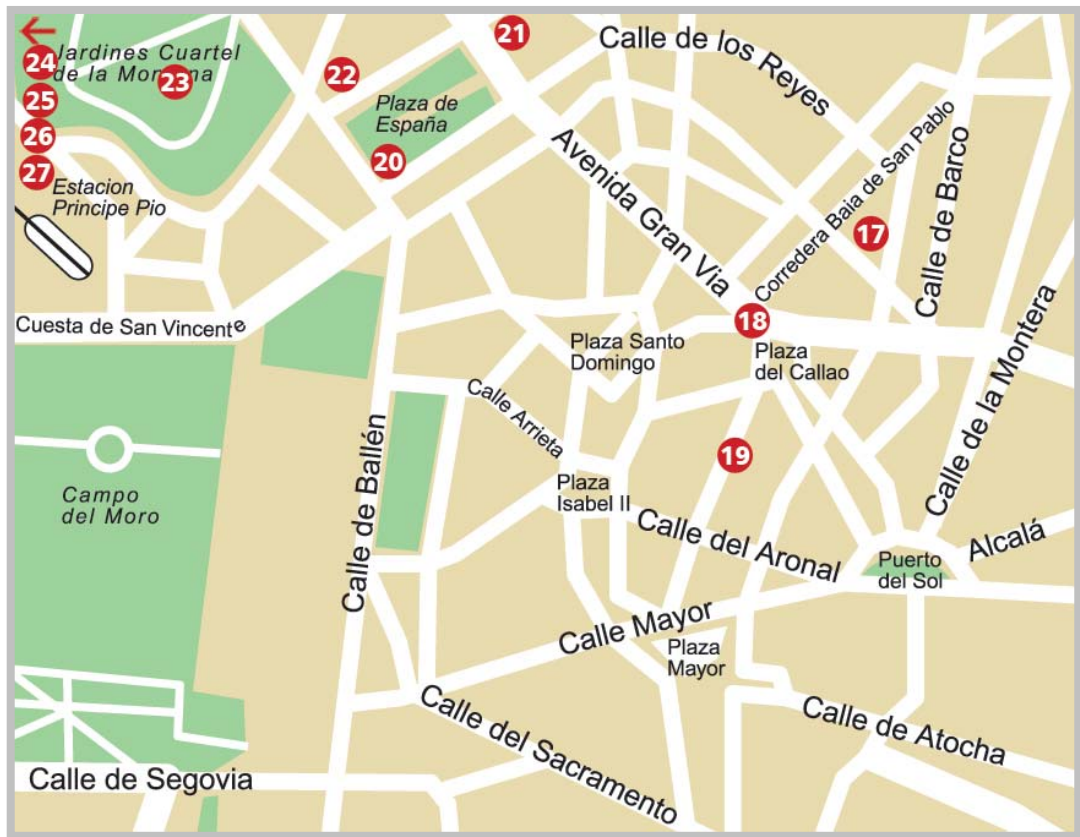 21
Calle de los Reyes
24
Jardines Cuartel
de la Montana
23
22
25
Plaza de
España
26
20
27
Estacion
Principe Pio
Avenida Gran Via
Corredera Baja de San Pablo
17
Calle de Barco
Cuesta de San Vincente
18
Plaza Santo
Domingo
Plaza
del Callao
Calle de la Montera
Calle Arrieta
19
Campo
del Moro
Calle de Ballén
Plaza
Isabel II
Calle del Aronal
Alcalá
Puerto
del Sol
Calle Mayor
Plaza
Mayor
Calle del Sacramento
Calle de Atocha
Calle de Segovia